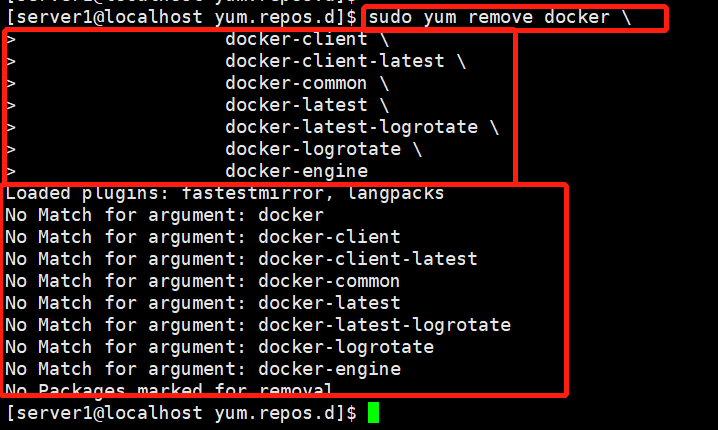 [server1@localhost yum.repos.d]$
[server1@localhost yum.repos.d]$ sudo yum remove docker \
> docker-client \
> docker-client-latest \
> docker-common \
> docker-latest \
> docker-latest-logrotate \
> docker-logrotate \
> docker-engine
Loaded plugins: fastestmirror, langpacks
No Match for argument: docker
No Match for argument: docker-client
No Match for argument: docker-client-latest
No Match for argument: docker-common
No Match for argument: docker-latest
No Match for argument: docker-latest-logrotate
No Match for argument: docker-logrotate
No Match for argument: docker-engine
No Packages marked for removal
[server1@localhost yum.repos.d]$